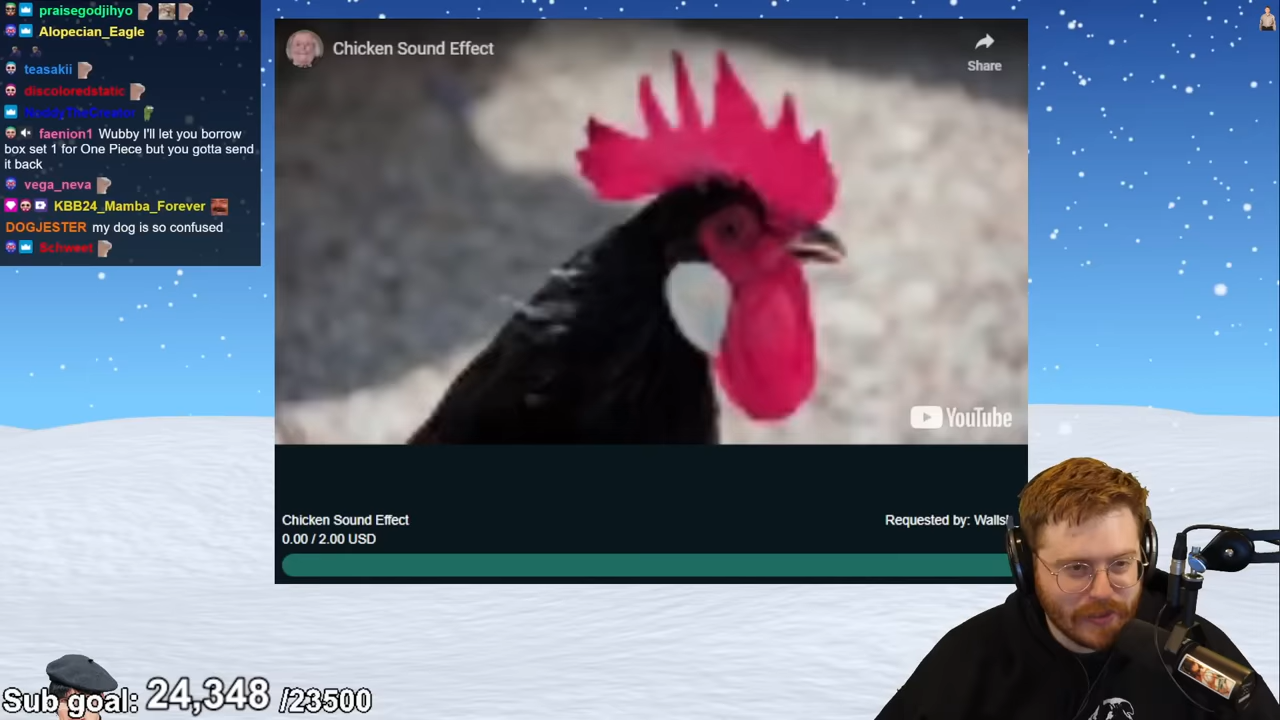 praisegodjihyo
Alopecian_Eagle
teasakii
discoloredstatic
faenion1 Wubby I'll let you borrow
box set 1 for One Piece but you gotta send
it back
vega_neva
KBB24_Mamba_Forever
DOGJESTER my dog is so confused
Schweet
Chicken Sound Effect
Share
YouTube
Chicken Sound Effect
Requested by:
0.00 / 2.00 USD
Sub goal: 24,348 /23500